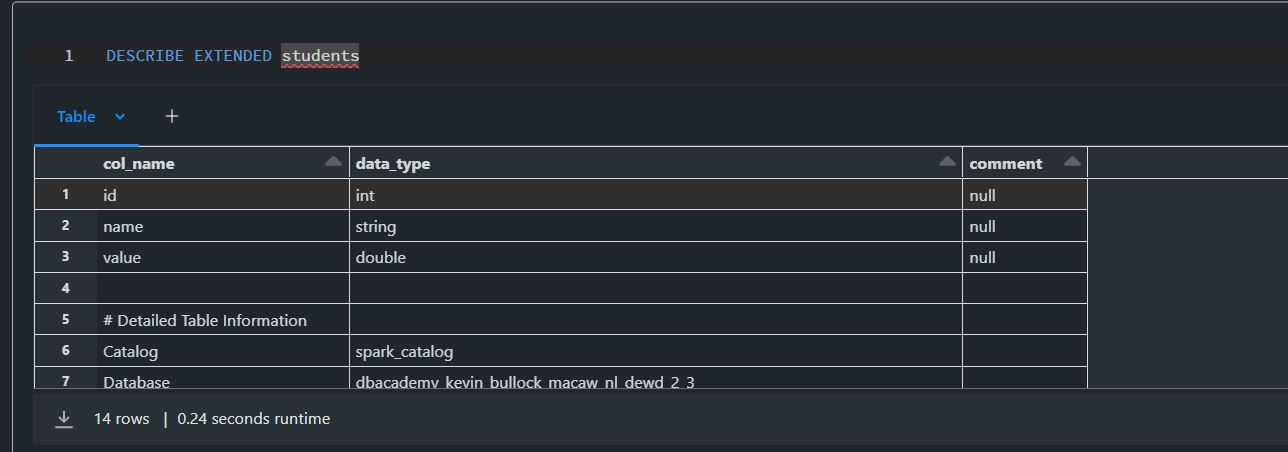 1 DESCRIBE EXTENDED students
Table +
col_name data_type comment
1 id int null
2 name string null
3 value double null
4
5 # Detailed Table Information
6 Catalog spark_catalog
7 Database dbacademy_kevin_bullock_macaw_nl_dewd_2_3
14 rows | 0.24 seconds runtime